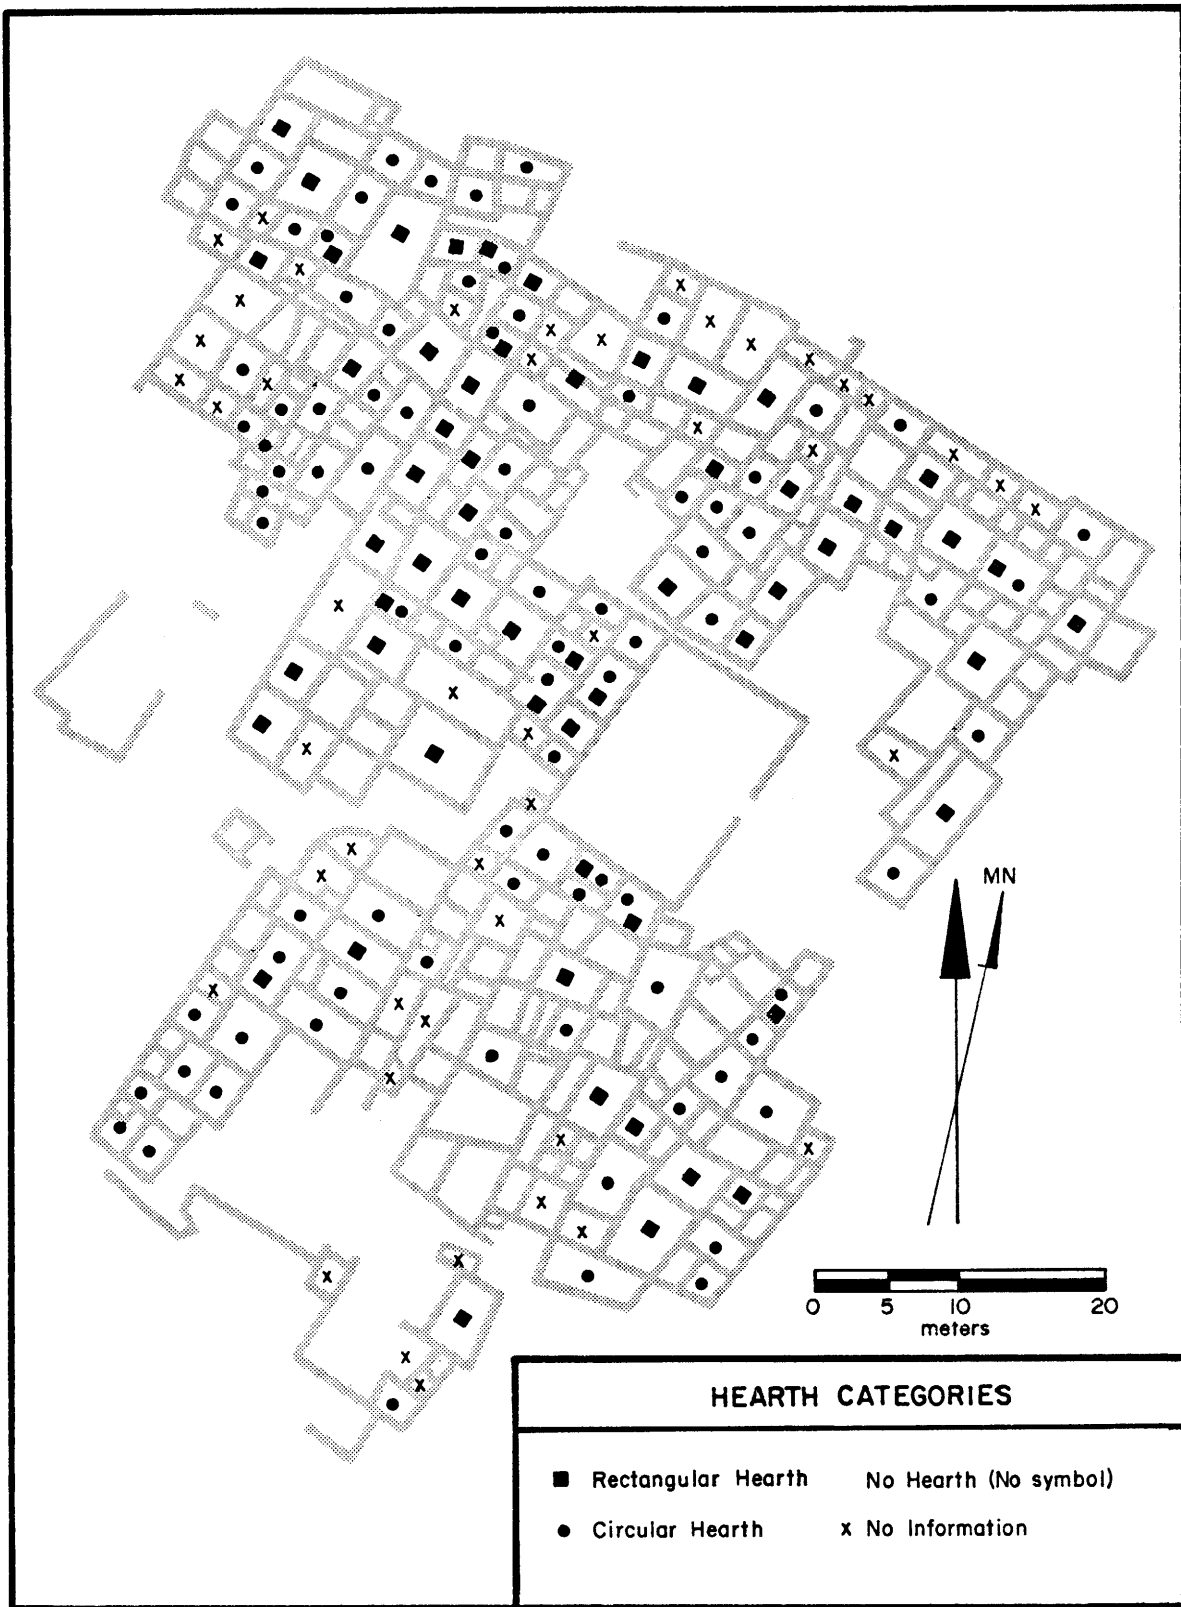 MN
0 5 10 20
meters
HEARTH CATEGORIES
■ Rectangular Hearth No Hearth (No symbol)
● Circular Hearth x No Information